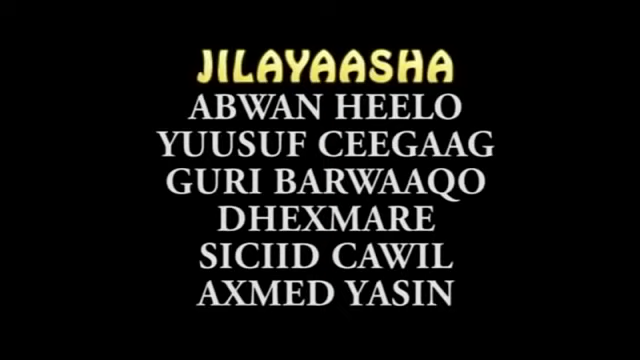 JILAYAASHA
ABWAN HEELO
YUUSUF CEEGAAG
GURI BARWAAQO
DHEXMARE
SICIID CAWIL
AXMED YASIN